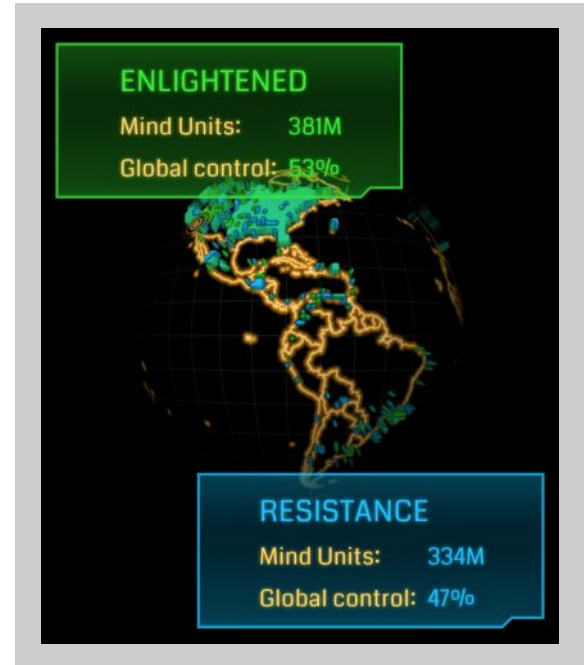 ENLIGHTENED
Mind Units: 381M
Global control: 53%
RESISTANCE
Mind Units: 334M
Global control: 47%